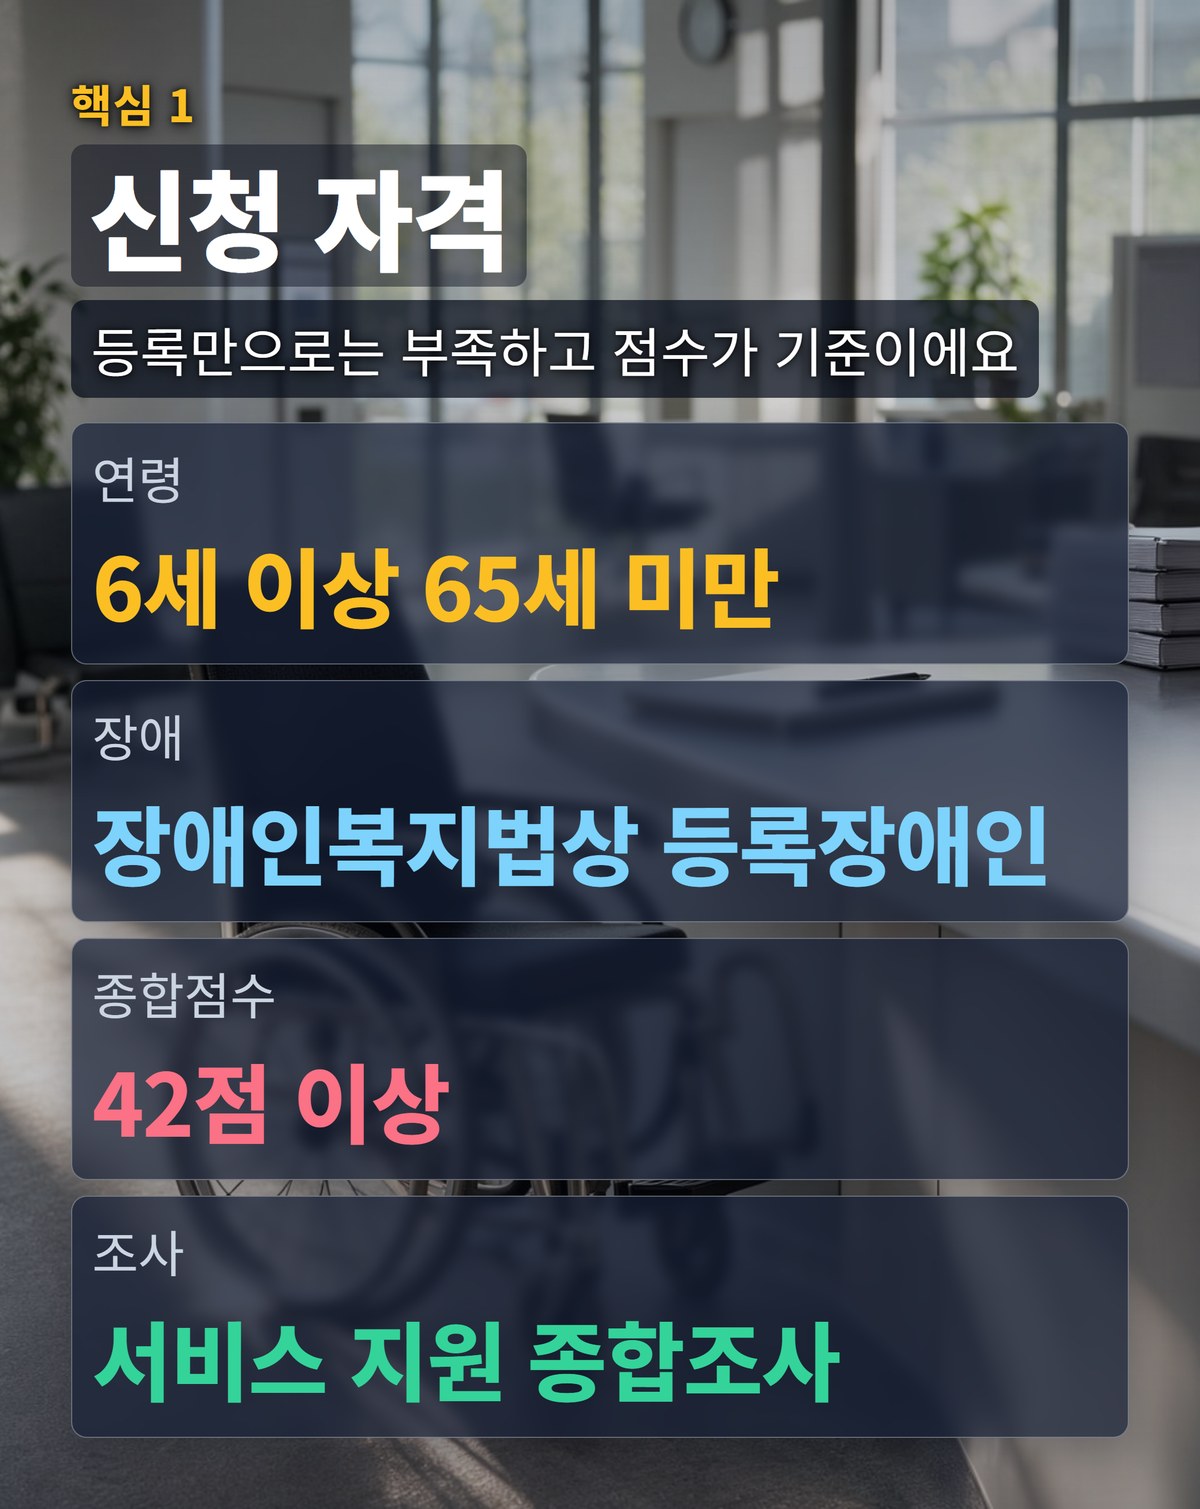 핵심 1
신청 자격
등록만으로는 부족하고 점수가 기준이에요
연령
6세 이상 65세 미만
장애
장애인복지법상 등록장애인
종합점수
42점 이상
조사
서비스 지원 종합조사